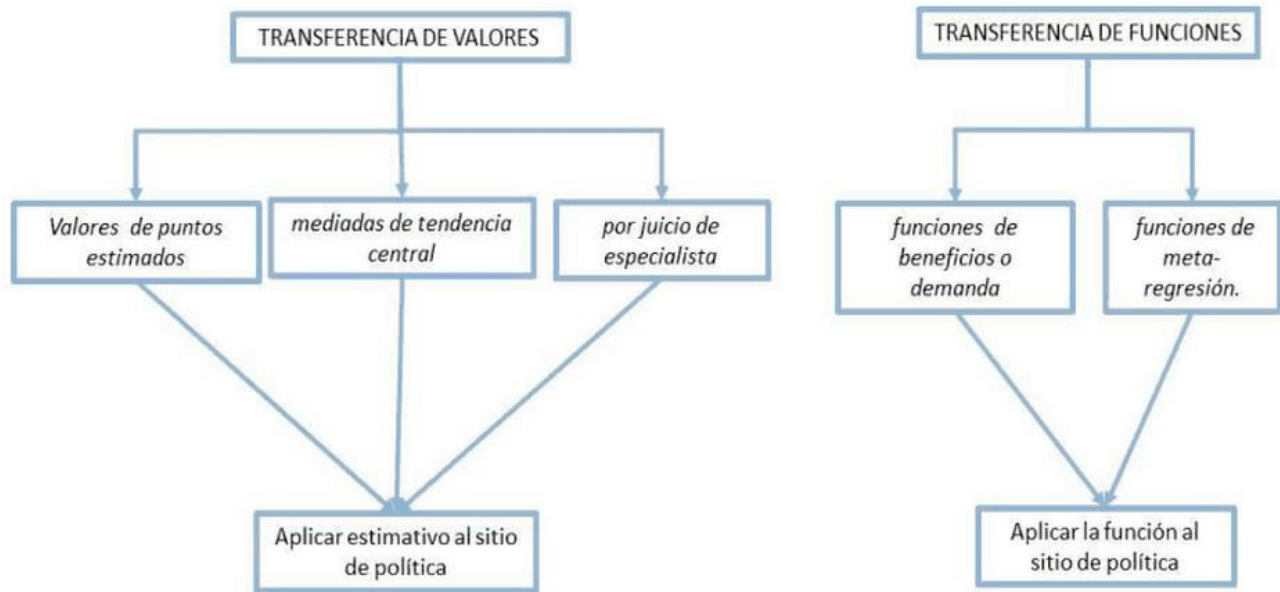 TRANSFERENCIA DE VALORES
TRANSFERENCIA DE FUNCIONES
Valores de puntos
estimados
mediadas de tendencia
central
por juicio de
especialista
funciones de
beneficios o
demanda
funciones de
meta-
regresión.
Aplicar estimativo al sitio
de política
Aplicar la función al
sitio de política